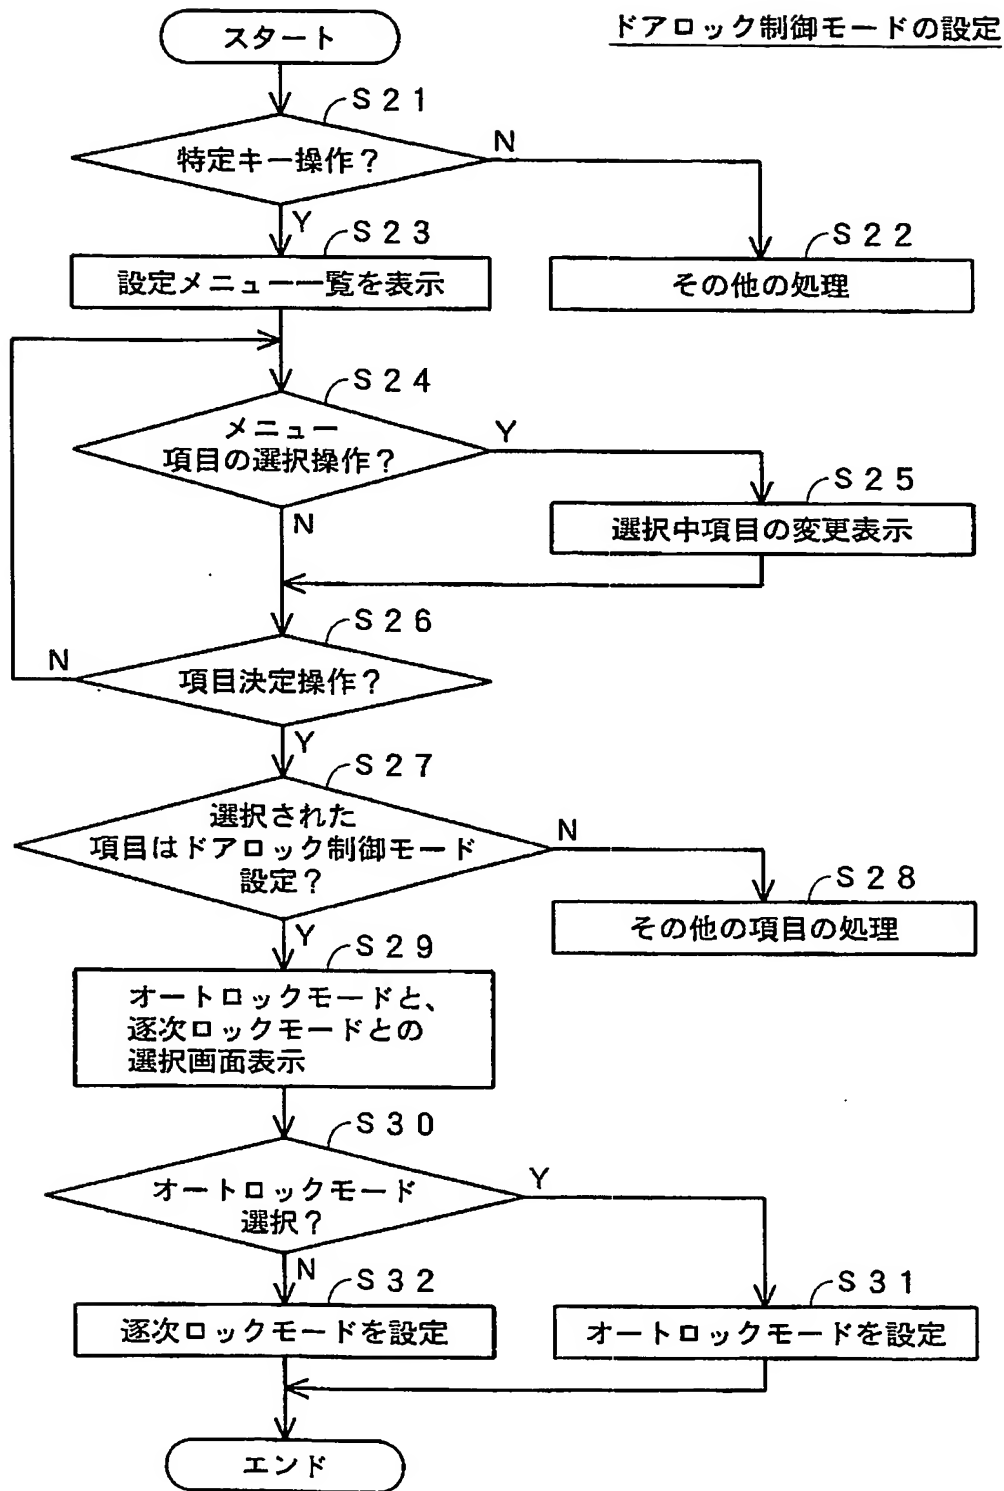 ドアロック制御モードの設定
スタート
S21
特定キー操作?
N
Y
S23
設定メニュー一覧を表示
S22
その他の処理
S24
メニュー
項目の選択操作?
Y
N
S25
選択中項目の変更表示
S26
項目決定操作?
N
Y
S27
選択された
項目はドアロック制御モード
設定?
N
Y
S28
その他の項目の処理
S29
オートロックモードと、
逐次ロックモードとの
選択画面表示
S30
オートロックモード
選択?
Y
N
S32
逐次ロックモードを設定
S31
オートロックモードを設定
エンド